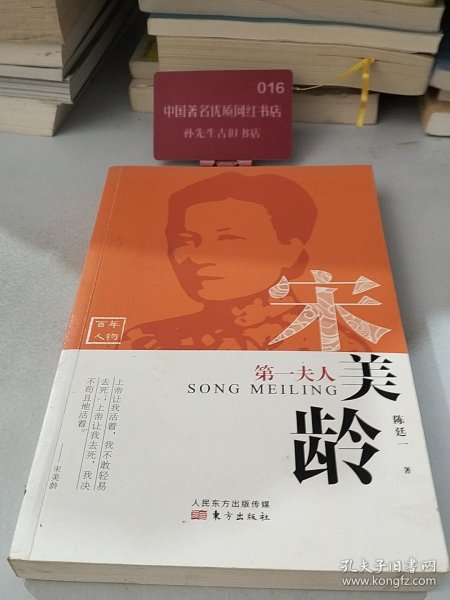 016
中国著名优质网红书店
孙先生古旧书店
宋美龄
第一夫人
SONG MEILING
百年
人物
陈廷一 著
上帝让我活着，我不敢轻易
去死；上帝让我去死，我决
不苟且地活着。
——宋美龄
人民东方出版传媒
东方出版社
孔夫子旧书网
www.kongfz.com